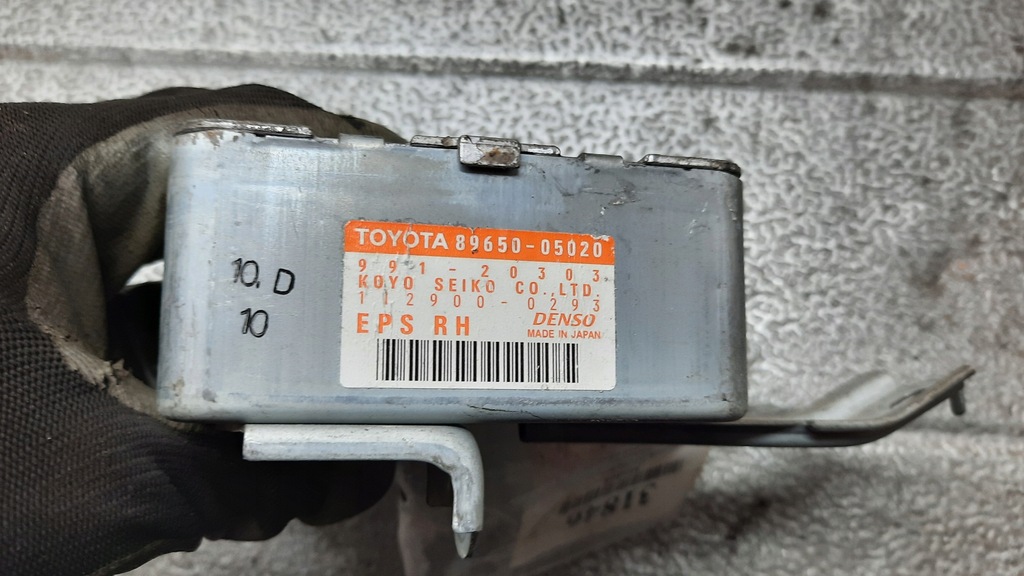 TOYOTA 89650-05020
991-20303
KOYO SEIKO CO.,LTD.
112900-0293
EPS RH
DENSO
MADE IN JAPAN
10.D
10